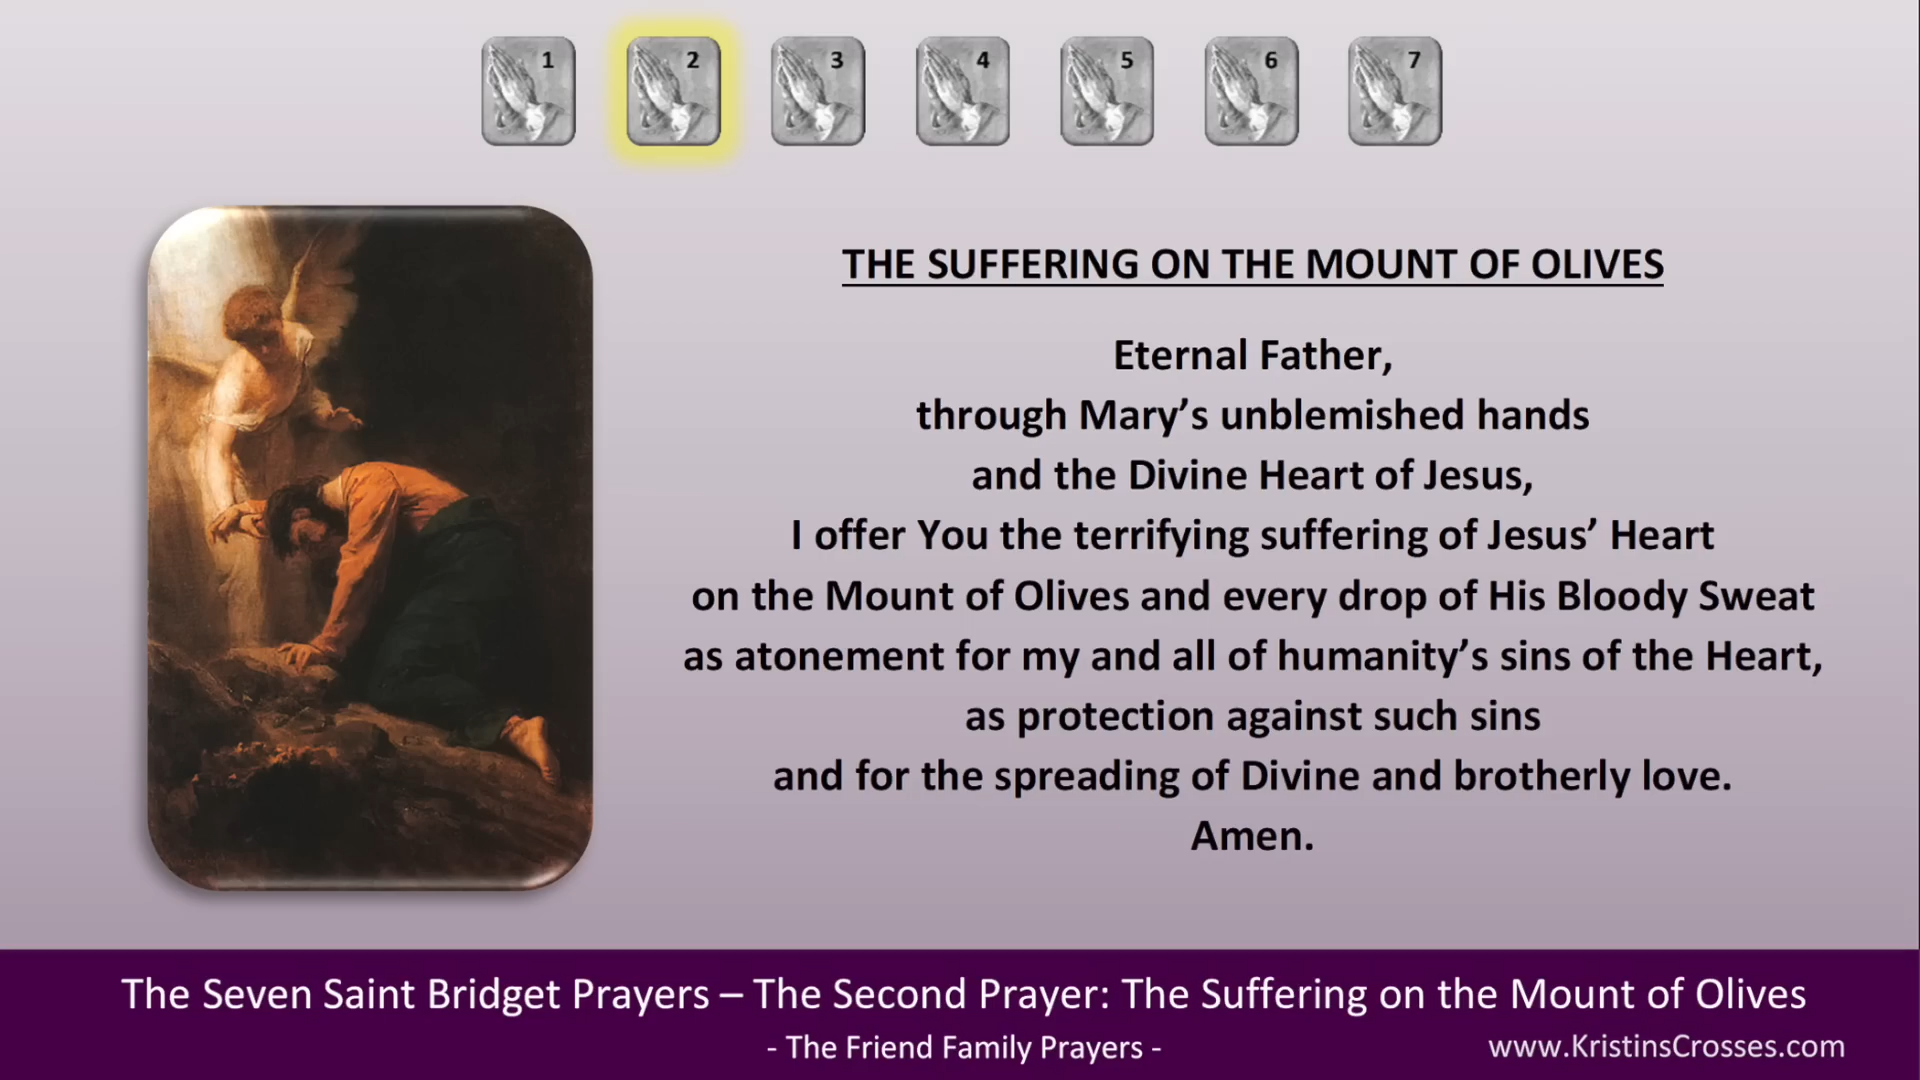 1 2 3 4 5 6 7
THE SUFFERING ON THE MOUNT OF OLIVES
Eternal Father,
through Mary’s unblemished hands
and the Divine Heart of Jesus,
I offer You the terrifying suffering of Jesus’ Heart
on the Mount of Olives and every drop of His Bloody Sweat
as atonement for my and all of humanity’s sins of the Heart,
as protection against such sins
and for the spreading of Divine and brotherly love.
Amen.
The Seven Saint Bridget Prayers – The Second Prayer: The Suffering on the Mount of Olives
- The Friend Family Prayers -
www.KristinsCrosses.com